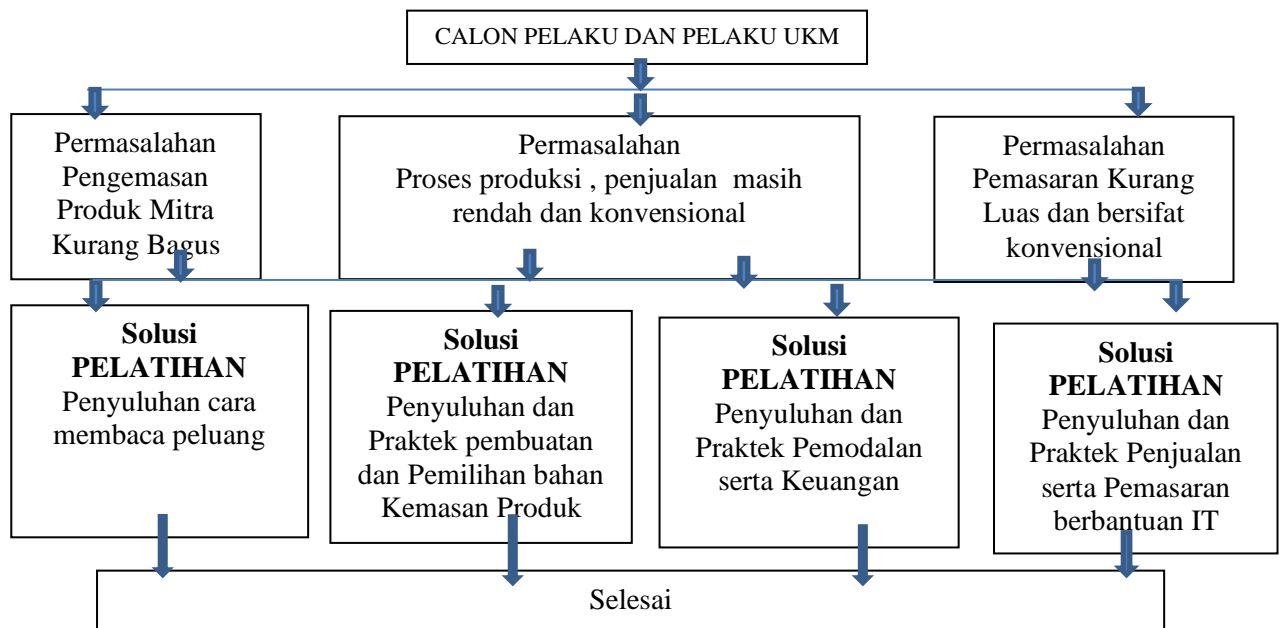 CALON PELAKU DAN PELAKU UKM
Permasalahan
Pengemasan
Produk Mitra
Kurang Bagus
Permasalahan
Proses produksi , penjualan masih
rendah dan konvensional
Permasalahan
Pemasaran Kurang
Luas dan bersifat
konvensional
Solusi
PELATIHAN
Penyuluhan cara
membaca peluang
Solusi
PELATIHAN
Penyuluhan dan
Praktek pembuatan
dan Pemilihan bahan
Kemasan Produk
Solusi
PELATIHAN
Penyuluhan dan
Praktek Pemodalan
serta Keuangan
Solusi
PELATIHAN
Penyuluhan dan
Praktek Penjualan
serta Pemasaran
berbantuan IT
Selesai